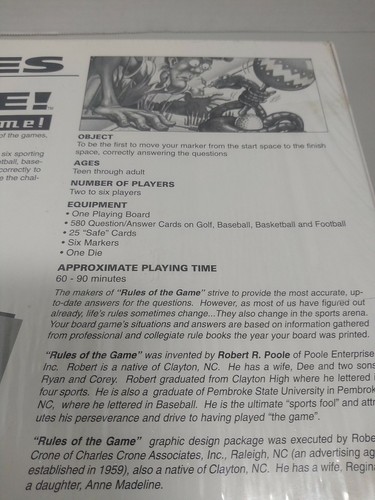 ES
E!
ame!
of the games,
six sporting
tball, base-
correctly to
e the chal-
OBJECT
To be the first to move your marker from the start space to the finish
space, correctly answering the questions
AGES
Teen through adult
NUMBER OF PLAYERS
Two to six players
EQUIPMENT
• One Playing Board
• 580 Question/Answer Cards on Golf, Baseball, Basketball and Football
• 25 "Safe" Cards
• Six Markers
• One Die
APPROXIMATE PLAYING TIME
60 - 90 minutes
The makers of "Rules of the Game" strive to provide the most accurate, up-
to-date answers for the questions. However, as most of us have figured out
already, life's rules sometimes change...They also change in the sports arena.
Your board game's situations and answers are based on information gathered
from professional and collegiate rule books the year your board was printed.
"Rules of the Game" was invented by Robert R. Poole of Poole Enterprise
Inc. Robert is a native of Clayton, NC. He has a wife, Dee and two sons
Ryan and Corey. Robert graduated from Clayton High where he lettered i
four sports. He is also a graduate of Pembroke State University in Pembrok
NC, where he lettered in Baseball. He is the ultimate "sports fool" and attr
utes his perseverance and drive to having played "the game".
"Rules of the Game" graphic design package was executed by Robe
Crone of Charles Crone Associates, Inc., Raleigh, NC (an advertising ag
established in 1959), also a native of Clayton, NC. He has a wife, Regin
a daughter, Anne Madeline.